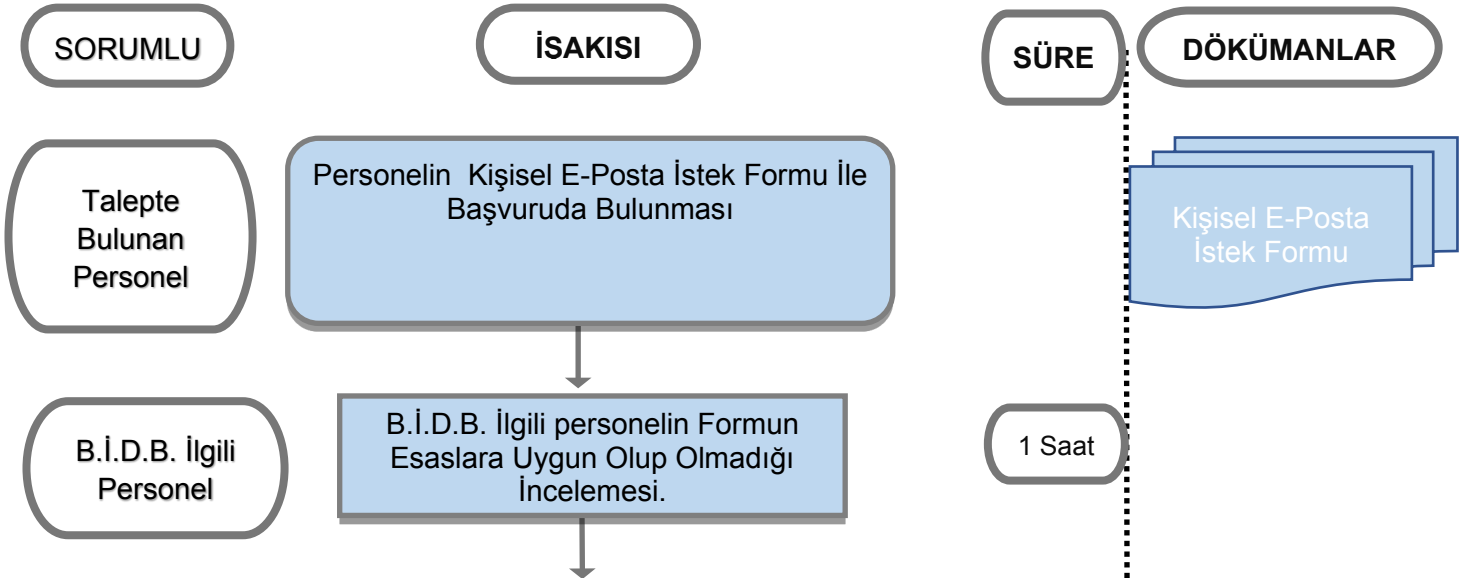 SORUMLU
İSAKISI
SÜRE
DÖKÜMANLAR
Talepte
Bulunan
Personel
Personelin Kişisel E-Posta İstek Formu İle
Başvuruda Bulunması
Kişisel E-Posta
İstek Formu
B.İ.D.B. İlgili
Personel
B.İ.D.B. İlgili personelin Formun
Esaslara Uygun Olup Olmadığı
İncelemesi.
1 Saat